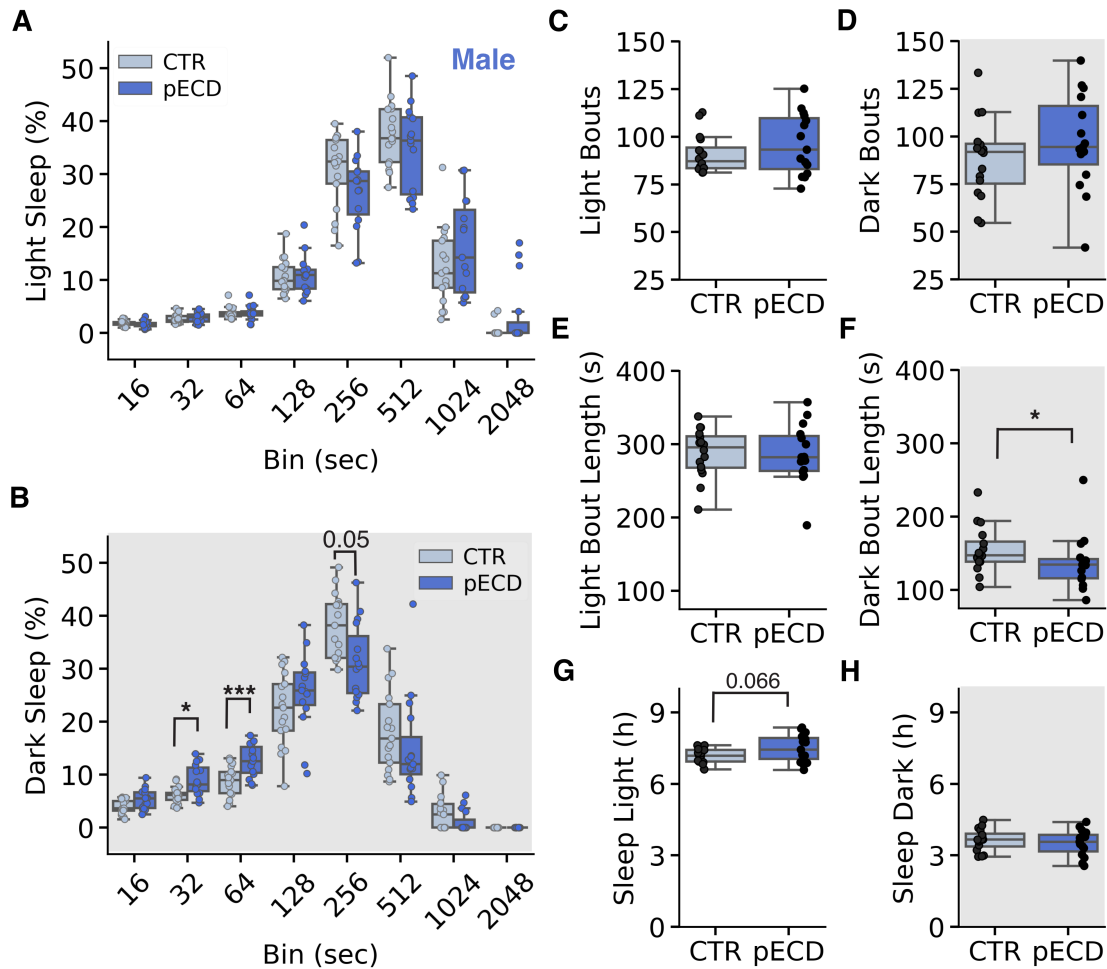 A
Male
CTR
pECD
Light Sleep (%)
50
40
30
20
10
0
16
32
64
128
256
512
1024
2048
Bin (sec)
B
0.05
CTR
pECD
*
***
Dark Sleep (%)
50
40
30
20
10
0
16
32
64
128
256
512
1024
2048
Bin (sec)
C
Light Bouts
150
125
100
75
50
25
CTR
pECD
D
Dark Bouts
150
125
100
75
50
25
CTR
pECD
E
Light Bout Length (s)
400
300
200
100
CTR
pECD
F
Dark Bout Length (s)
400
300
200
100
*
CTR
pECD
G
Sleep Light (h)
0.066
9
6
3
0
CTR
pECD
H
Sleep Dark (h)
9
6
3
0
CTR
pECD